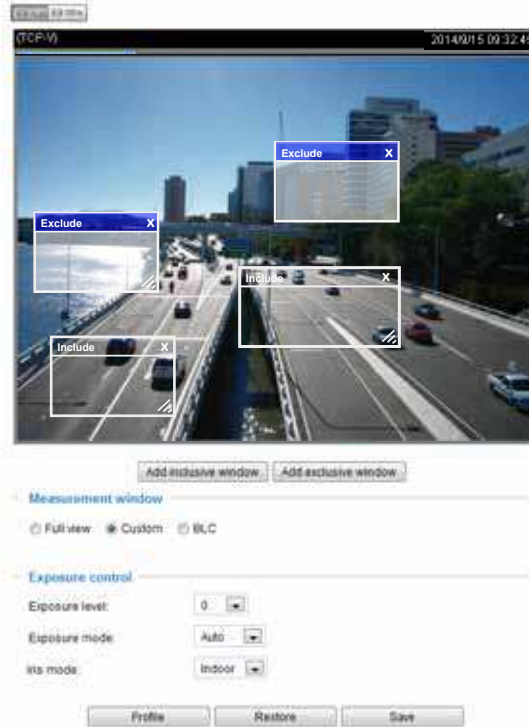 (TCP-V) 2014/9/15 09:32:4
Exclude X
Exclude X
Include X
Include X
Add inclusive window Add exclusive window
Measurement window
Full view Custom BLC
Exposure control
Exposure level: 0
Exposure mode: Auto
Iris mode: Indoor
Profile Restore Save